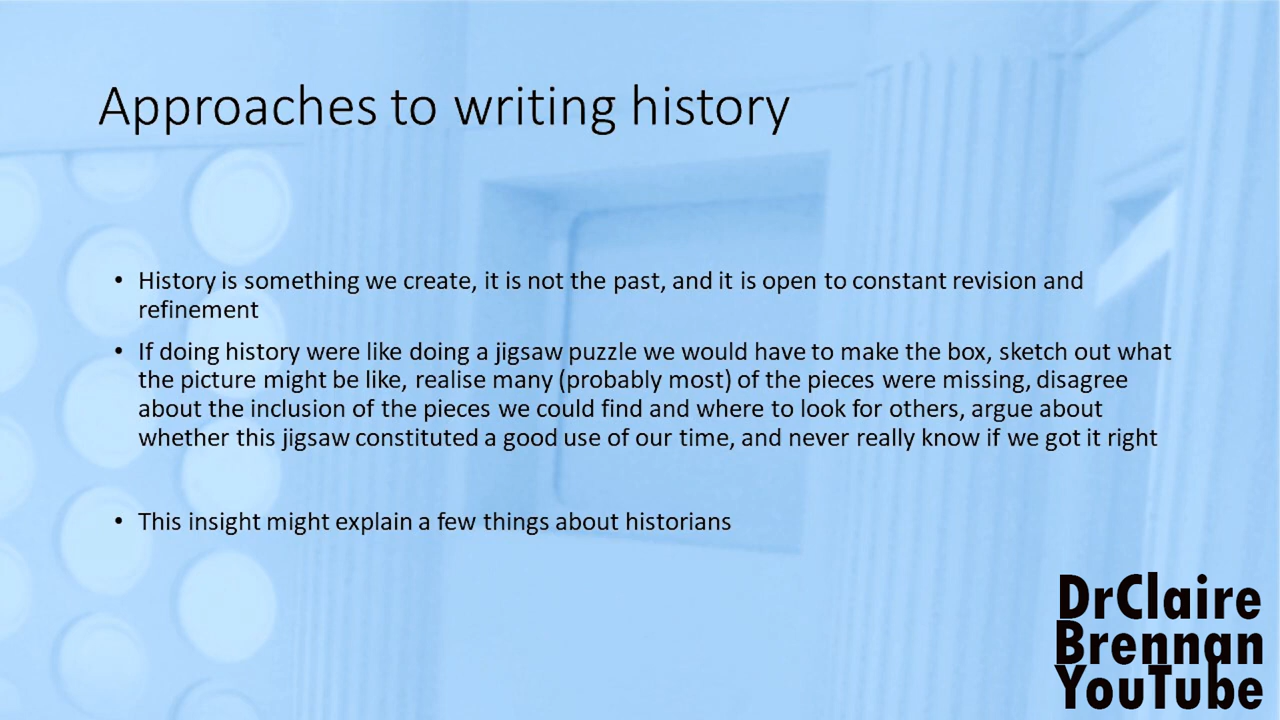 Approaches to writing history
• History is something we create, it is not the past, and it is open to constant revision and
refinement
• If doing history were like doing a jigsaw puzzle we would have to make the box, sketch out what
the picture might be like, realise many (probably most) of the pieces were missing, disagree
about the inclusion of the pieces we could find and where to look for others, argue about
whether this jigsaw constituted a good use of our time, and never really know if we got it right
• This insight might explain a few things about historians
DrClaire
Brennan
YouTube